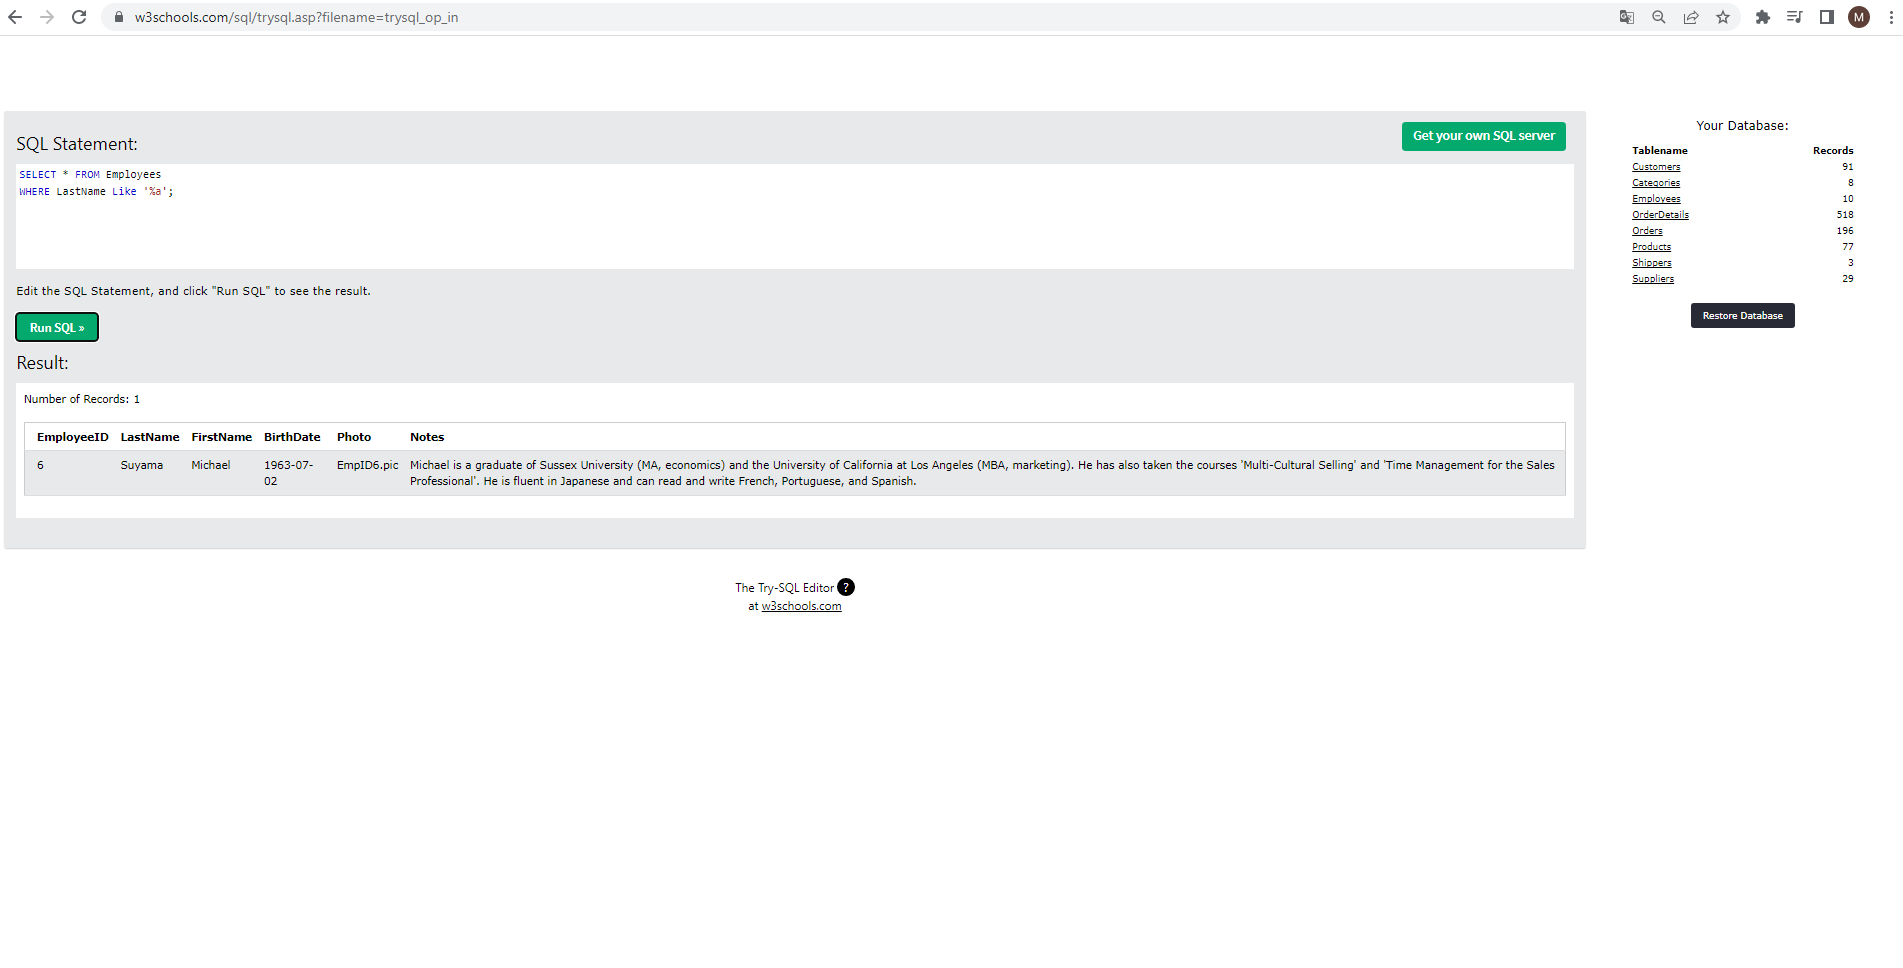 w3schools.com/sql/trysql.asp?filename=trysql_op_in
M
SQL Statement:
Get your own SQL server
SELECT * FROM Employees
WHERE LastName Like '%a';
Edit the SQL Statement, and click "Run SQL" to see the result.
Run SQL »
Result:
Number of Records: 1
EmployeeID LastName FirstName BirthDate Photo Notes
6 Suyama Michael 1963-07-02 EmpID6.pic Michael is a graduate of Sussex University (MA, economics) and the University of California at Los Angeles (MBA, marketing). He has also taken the courses 'Multi-Cultural Selling' and 'Time Management for the Sales
Professional'. He is fluent in Japanese and can read and write French, Portuguese, and Spanish.
Your Database:
Tablename Records
Customers 91
Categories 8
Employees 10
OrderDetails 518
Orders 196
Products 77
Shippers 3
Suppliers 29
Restore Database
The Try-SQL Editor ?
at w3schools.com